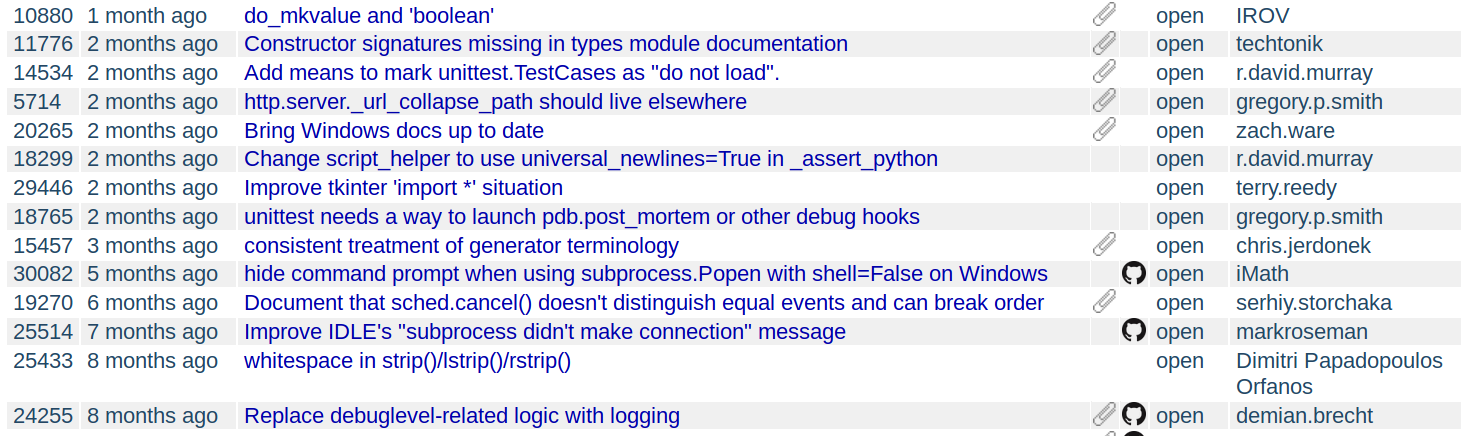 10880 1 month ago do_mkvalue and 'boolean' open IROV
11776 2 months ago Constructor signatures missing in types module documentation open techtonik
14534 2 months ago Add means to mark unittest.TestCases as "do not load". open r.david.murray
5714 2 months ago http.server._url_collapse_path should live elsewhere open gregory.p.smith
20265 2 months ago Bring Windows docs up to date open zach.ware
18299 2 months ago Change script_helper to use universal_newlines=True in _assert_python open r.david.murray
29446 2 months ago Improve tkinter 'import *' situation open terry.reedy
18765 2 months ago unittest needs a way to launch pdb.post_mortem or other debug hooks open gregory.p.smith
15457 3 months ago consistent treatment of generator terminology open chris.jerdonek
30082 5 months ago hide command prompt when using subprocess.Popen with shell=False on Windows open iMath
19270 6 months ago Document that sched.cancel() doesn't distinguish equal events and can break order open serhiy.storchaka
25514 7 months ago Improve IDLE's "subprocess didn't make connection" message open markroseman
25433 8 months ago whitespace in strip()/lstrip()/rstrip() open Dimitri Papadopoulos
Orfanos
24255 8 months ago Replace debuglevel-related logic with logging open demian.brecht